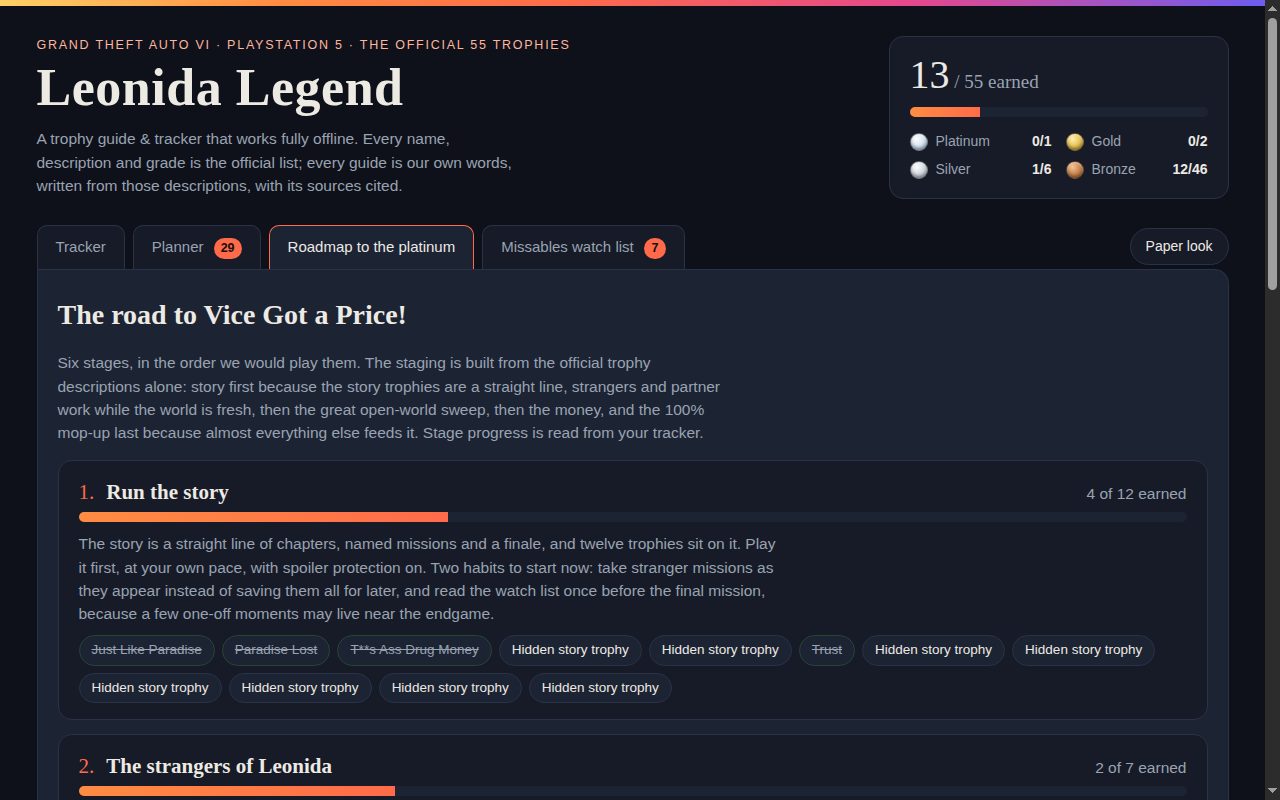 GRAND THEFT AUTO VI · PLAYSTATION 5 · THE OFFICIAL 55 TROPHIES
Leonida Legend
A trophy guide & tracker that works fully offline. Every name,
description and grade is the official list; every guide is our own words,
written from those descriptions, with its sources cited.
13 / 55 earned
Platinum 0/1 Gold 0/2
Silver 1/6 Bronze 12/46
Tracker Planner 29 Roadmap to the platinum Missables watch list 7 Paper look
The road to Vice Got a Price!
Six stages, in the order we would play them. The staging is built from the official trophy
descriptions alone: story first because the story trophies are a straight line, strangers and partner
work while the world is fresh, then the great open-world sweep, then the money, and the 100%
mop-up last because almost everything else feeds it. Stage progress is read from your tracker.
1. Run the story 4 of 12 earned
The story is a straight line of chapters, named missions and a finale, and twelve trophies sit on it. Play
it first, at your own pace, with spoiler protection on. Two habits to start now: take stranger missions as
they appear instead of saving them all for later, and read the watch list once before the final mission,
because a few one-off moments may live near the endgame.
Just Like Paradise Paradise Lost T**s Ass Drug Money Hidden story trophy Hidden story trophy Trust Hidden story trophy Hidden story trophy
Hidden story trophy Hidden story trophy Hidden story trophy Hidden story trophy
2. The strangers of Leonida 2 of 7 earned